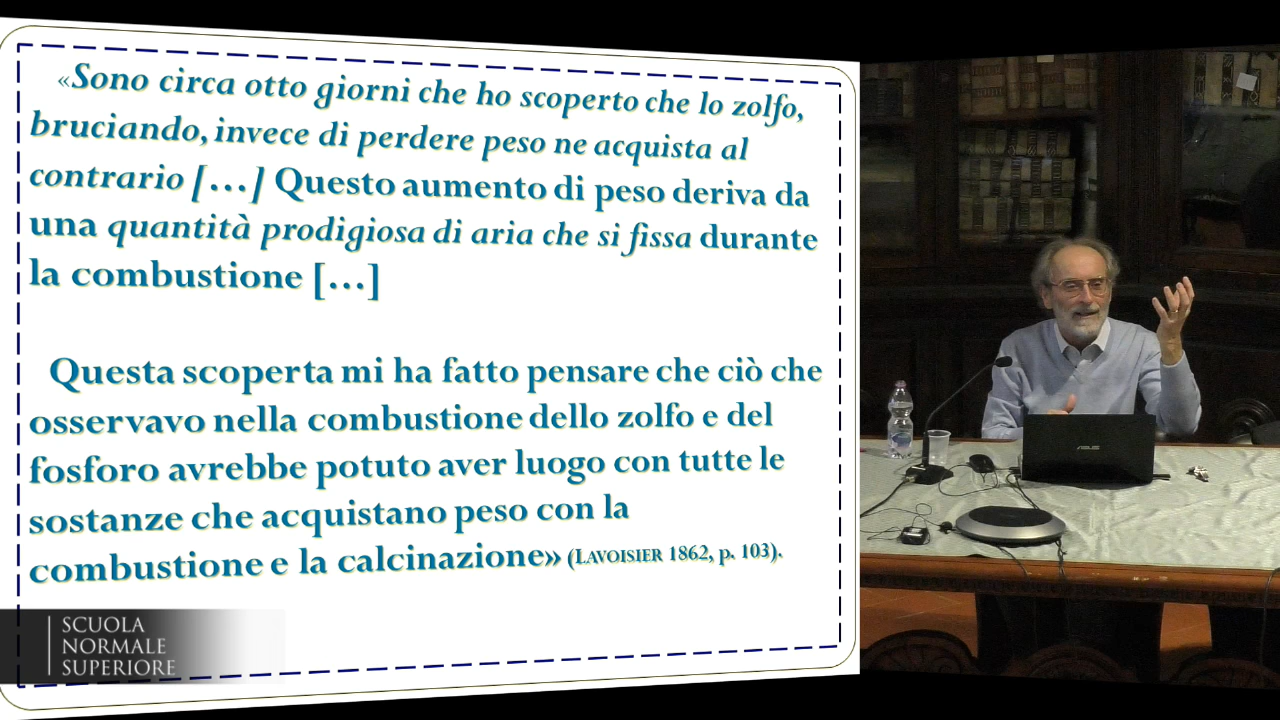 «Sono circa otto giorni che ho scoperto che lo zolfo,
bruciando, invece di perdere peso ne acquista al
contrario […] Questo aumento di peso deriva da
una quantità prodigiosa di aria che si fissa durante
la combustione […]
Questa scoperta mi ha fatto pensare che ciò che
osservavo nella combustione dello zolfo e del
fosforo avrebbe potuto aver luogo con tutte le
sostanze che acquistano peso con la
combustione e la calcinazione» (LAVOISIER 1862, p. 103).
SCUOLA
NORMALE
SUPERIORE
ASUS